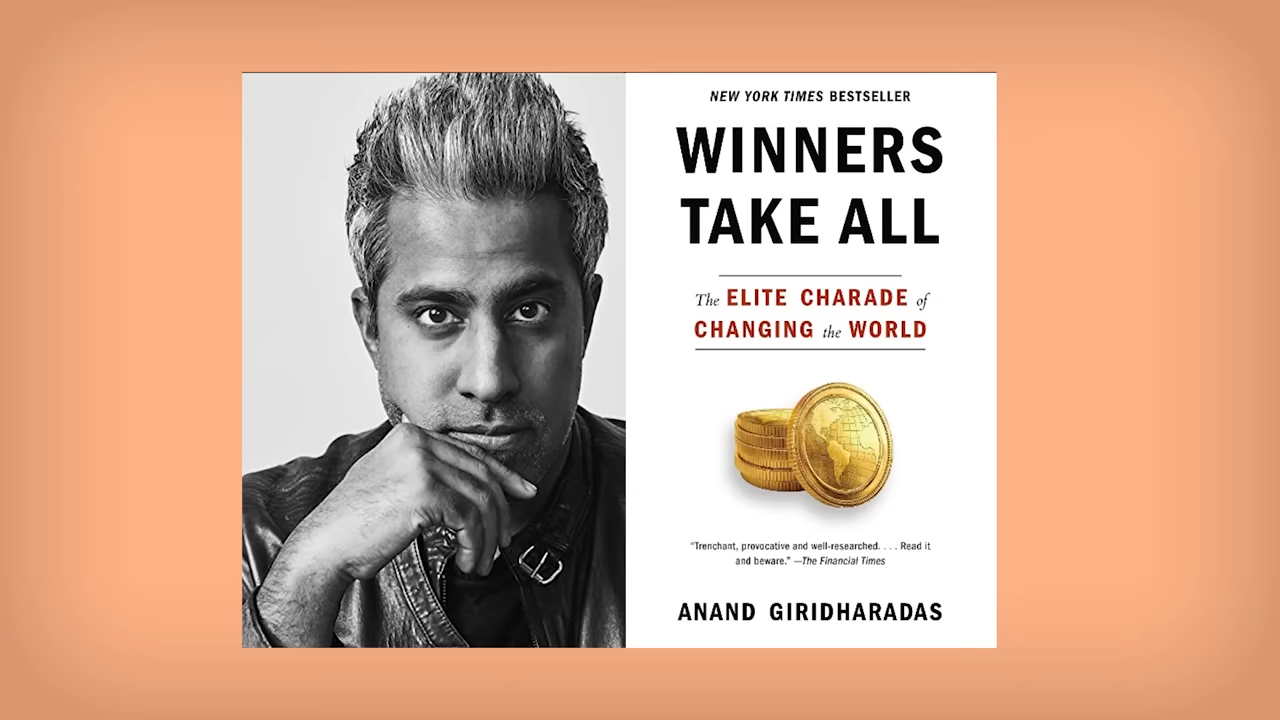 NEW YORK TIMES BESTSELLER
WINNERS
TAKE ALL
The ELITE CHARADE of
CHANGING the WORLD
“Trenchant, provocative and well-researched. . . . Read it
and beware.” —The Financial Times
ANAND GIRIDHARADAS